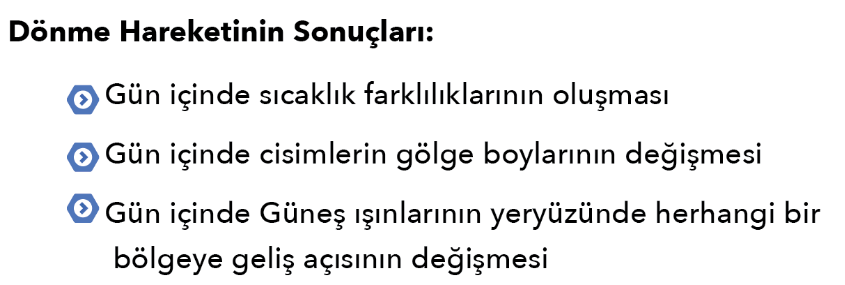 Dönme Hareketinin Sonuçları:
Gün içinde sıcaklık farklılıklarının oluşması
Gün içinde cisimlerin gölge boylarının değişmesi
Gün içinde Güneş ışınlarının yeryüzünde herhangi bir
bölgeye geliş açısının değişmesi